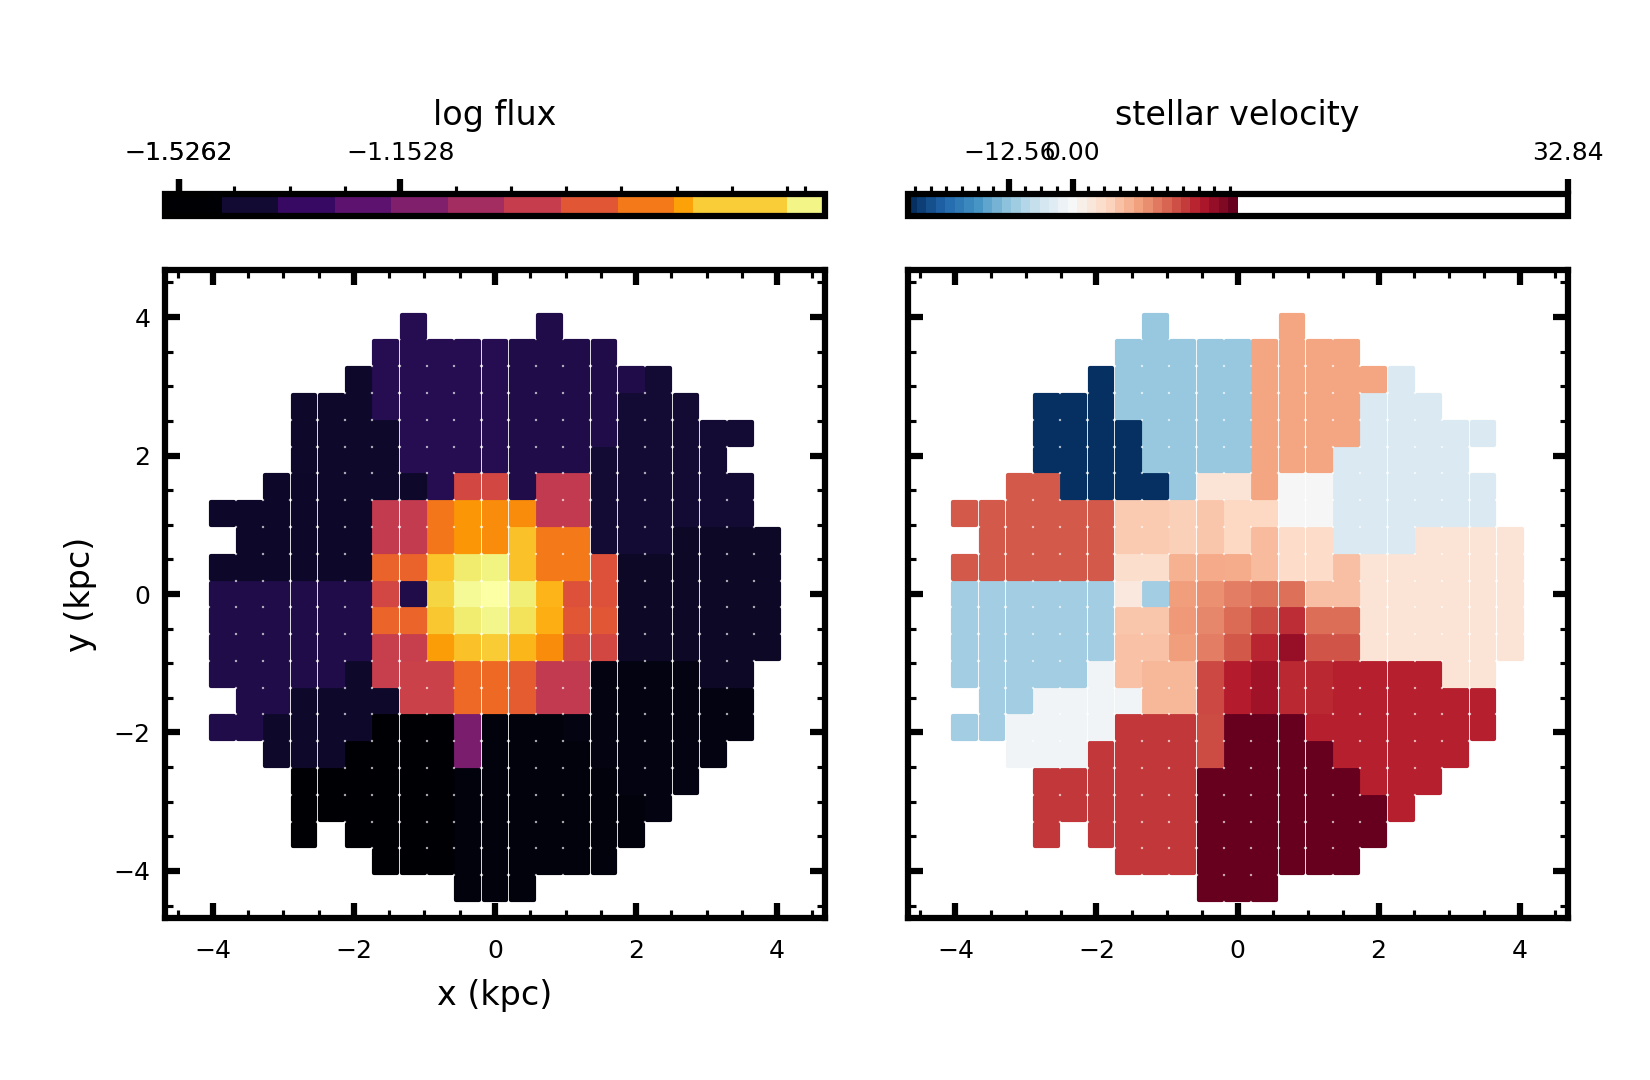 log flux stellar velocity
−1.5262 −1.1528 −12.56 0.00 32.84
4
2
0
−2
−4
y (kpc)
−4 −2 0 2 4 −4 −2 0 2 4
x (kpc)